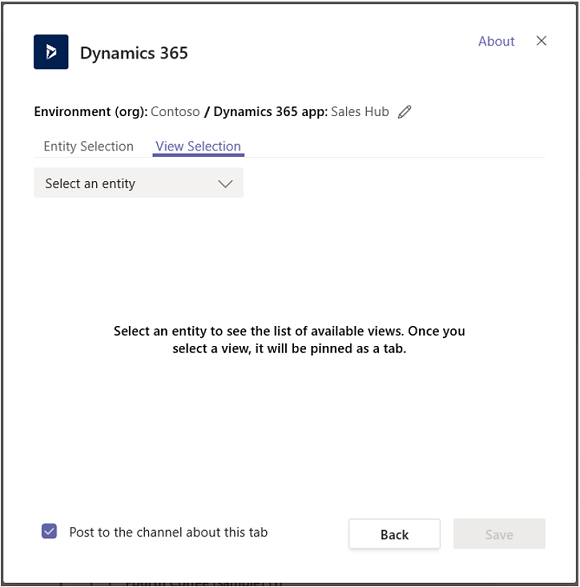 Dynamics 365
About
Environment (org): Contoso / Dynamics 365 app: Sales Hub
Entity Selection View Selection
Select an entity
Select an entity to see the list of available views. Once you
select a view, it will be pinned as a tab.
Post to the channel about this tab
Back
Save